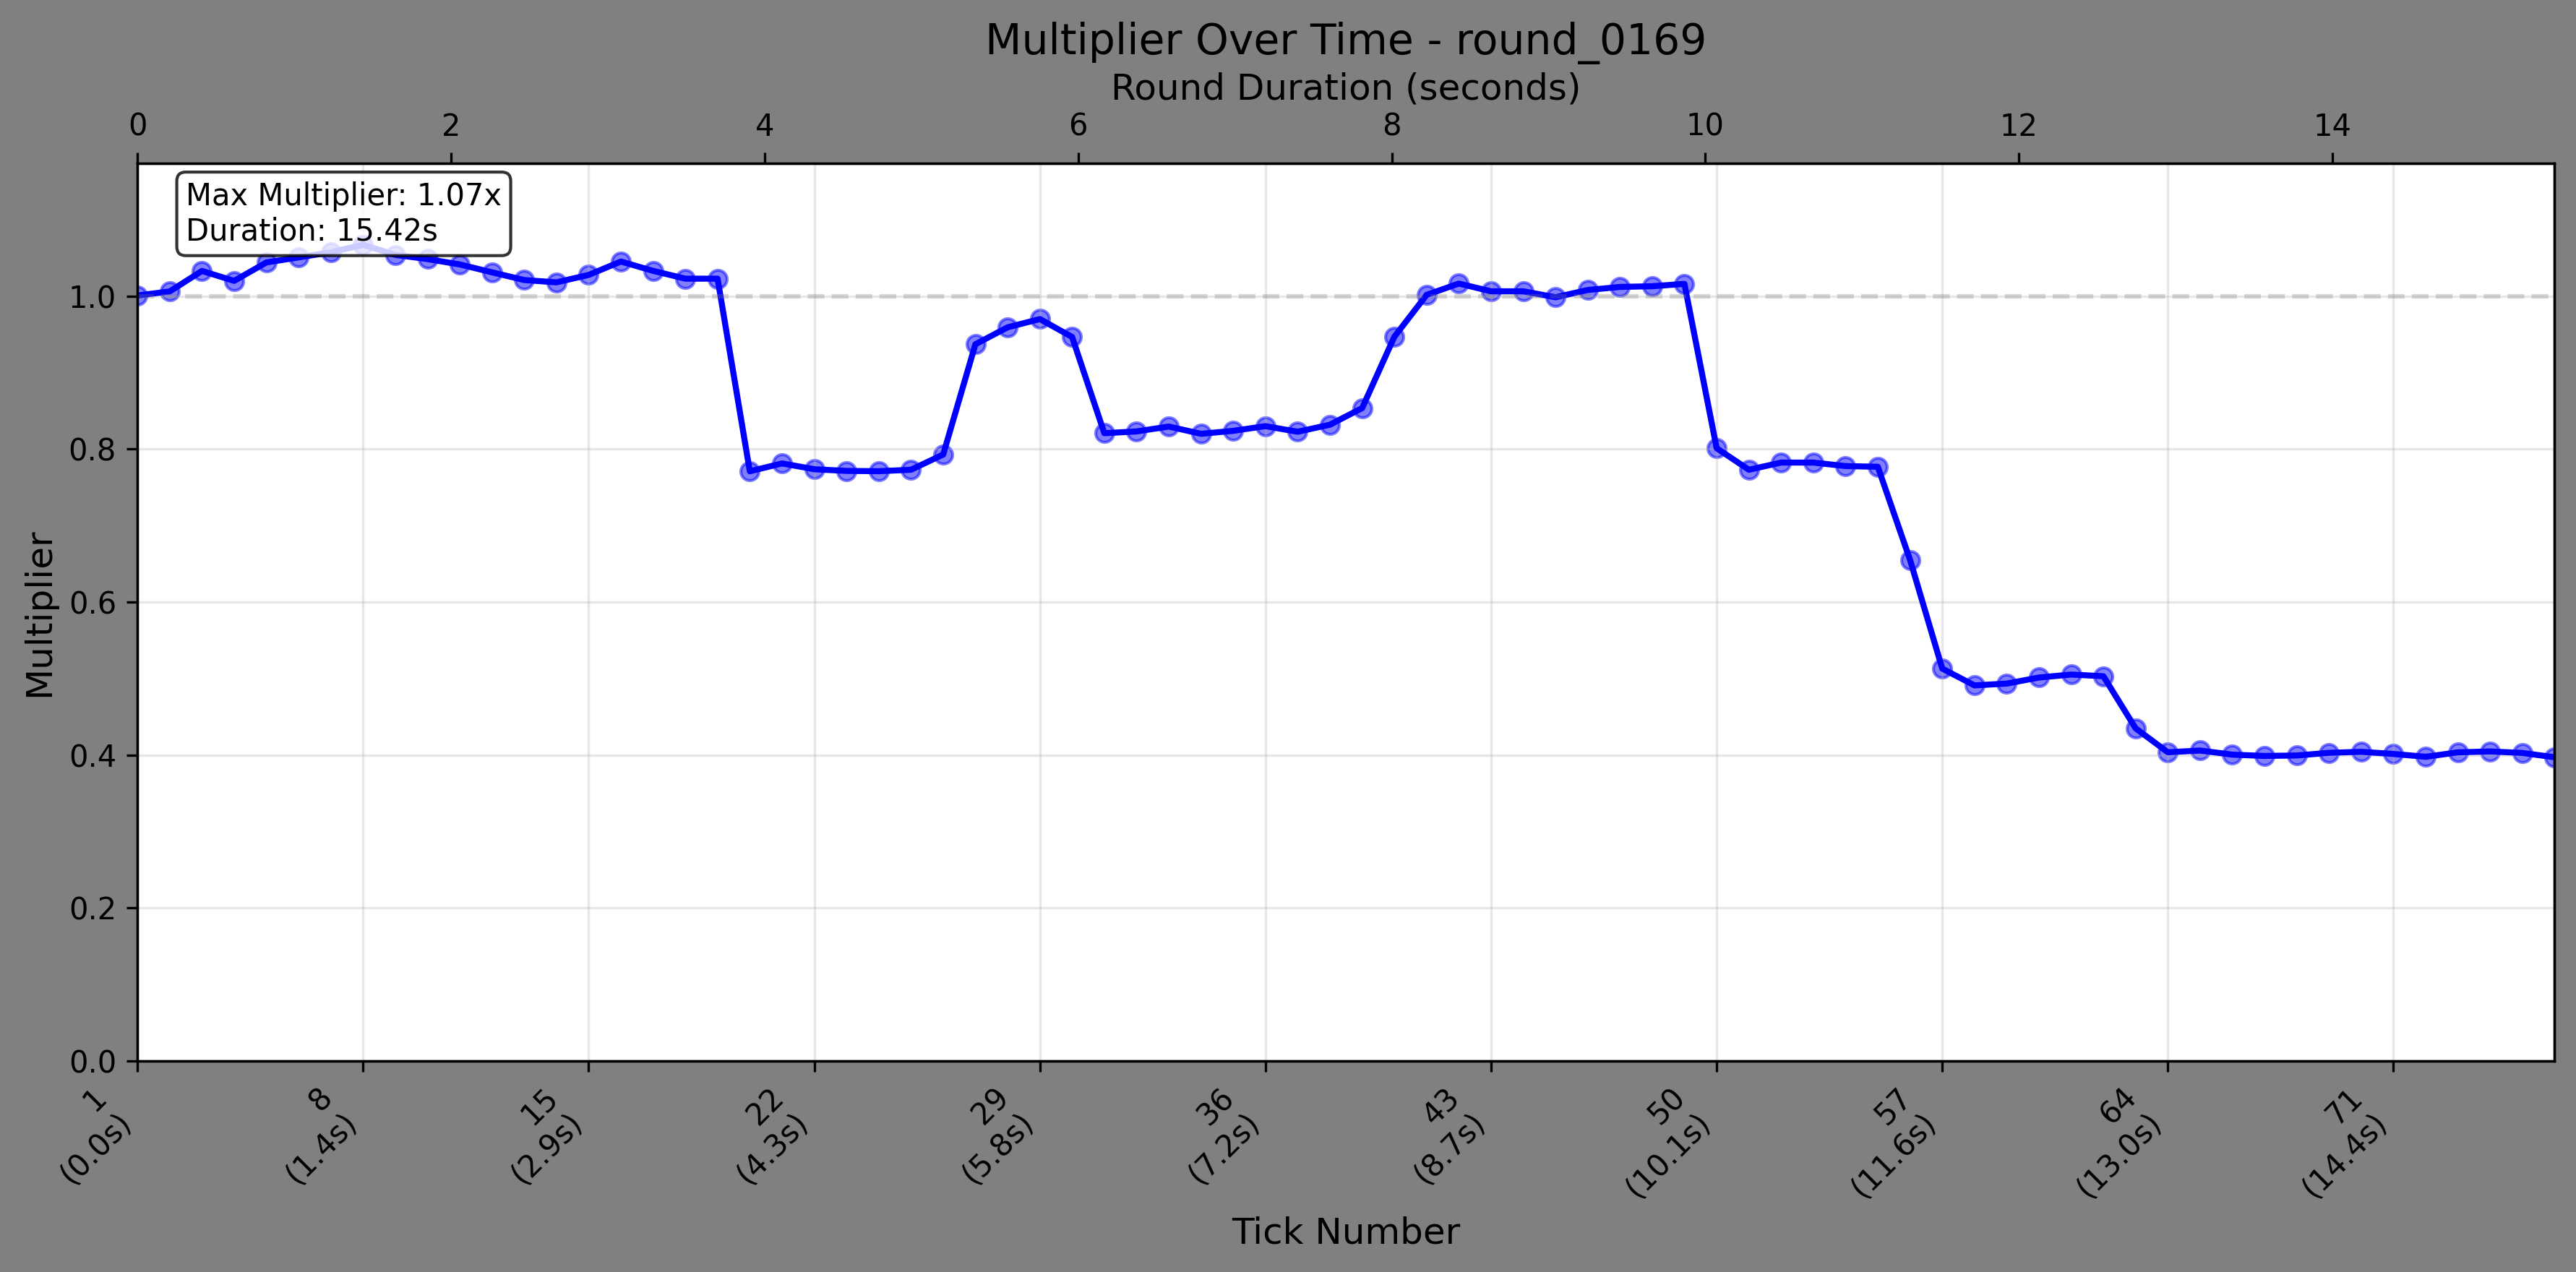 Multiplier Over Time - round_0169
Round Duration (seconds)
0 2 4 6 8 10 12 14
Max Multiplier: 1.07x
Duration: 15.42s
Multiplier
1.0
0.8
0.6
0.4
0.2
0.0
1 8 15 22 29 36 43 50 57 64 71
(0.0s) (1.4s) (2.9s) (4.3s) (5.8s) (7.2s) (8.7s) (10.1s) (11.6s) (13.0s) (14.4s)
Tick Number